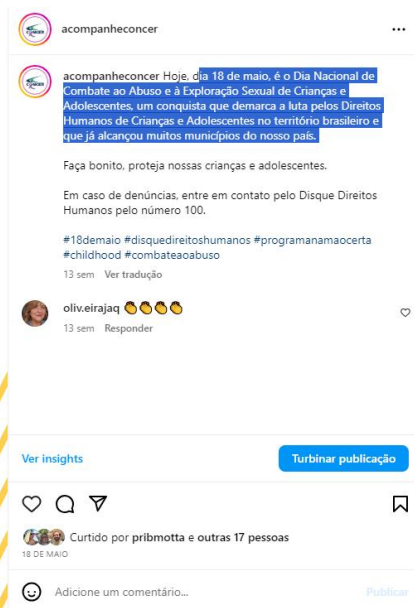 acompanheconcer
acompanheconcer Hoje, dia 18 de maio, é o Dia Nacional de
Combate ao Abuso e à Exploração Sexual de Crianças e
Adolescentes, um conquista que demarca a luta pelos Direitos
Humanos de Crianças e Adolescentes no território brasileiro e
que já alcançou muitos municípios do nosso país.
Faça bonito, proteja nossas crianças e adolescentes.
Em caso de denúncias, entre em contato pelo Disque Direitos
Humanos pelo número 100.
#18demaio #disquedireitoshumanos #programanamaocerta
#childhood #combateaoabuso
13 sem Ver tradução
oliv.eirajaq 👏👏👏👏
13 sem Responder
Ver insights
Turbinar publicação
Curtido por pribmotta e outras 17 pessoas
18 DE MAIO
Adicione um comentário...
Publicar